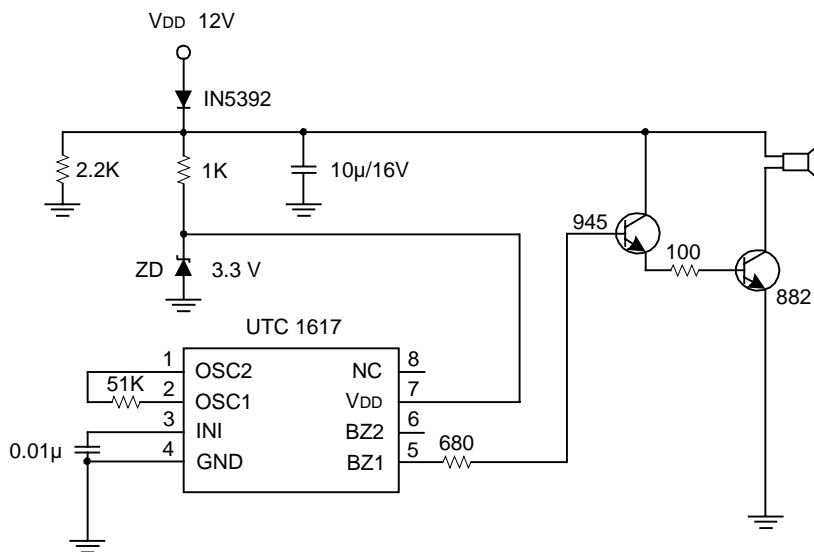 VDD 12V
IN5392
2.2K
1K
10μ/16V
945
100
ZD
3.3 V
882
UTC 1617
1
OSC2
NC
8
51K
2
OSC1
VDD
7
3
INI
BZ2
6
0.01μ
4
GND
BZ1
5
680